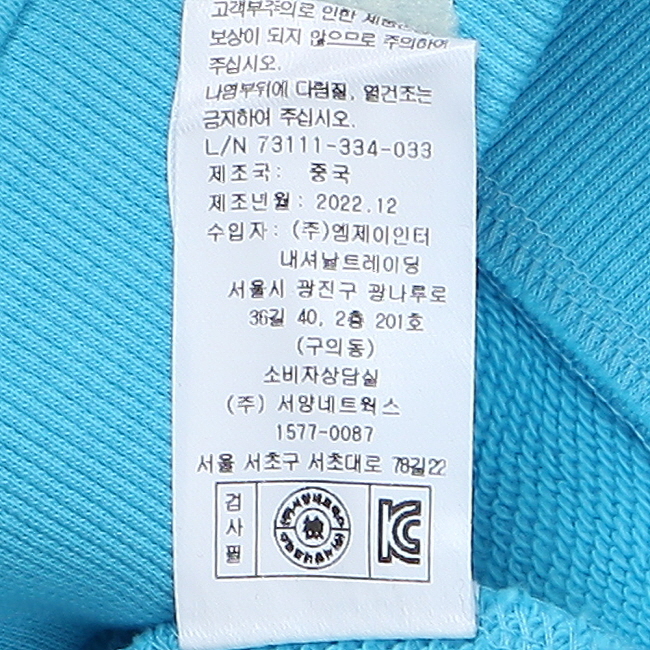 고객부주의로 인한 제품
보상이 되지 않으므로 주의하여
주십시오.
나염부위에 다림질, 열건조는
금지하여 주십시오.
L/N 73111-334-033
제조국: 중국
제조년월: 2022.12
수입자: (주)엠제이인터
내셔날트레이딩
서울시 광진구 광나루로
36길 40, 2층 201호
(구의동)
소비자상담실
(주) 서양네트웍스
1577-0087
서울 서초구 서초대로 78길22
검사필
KC